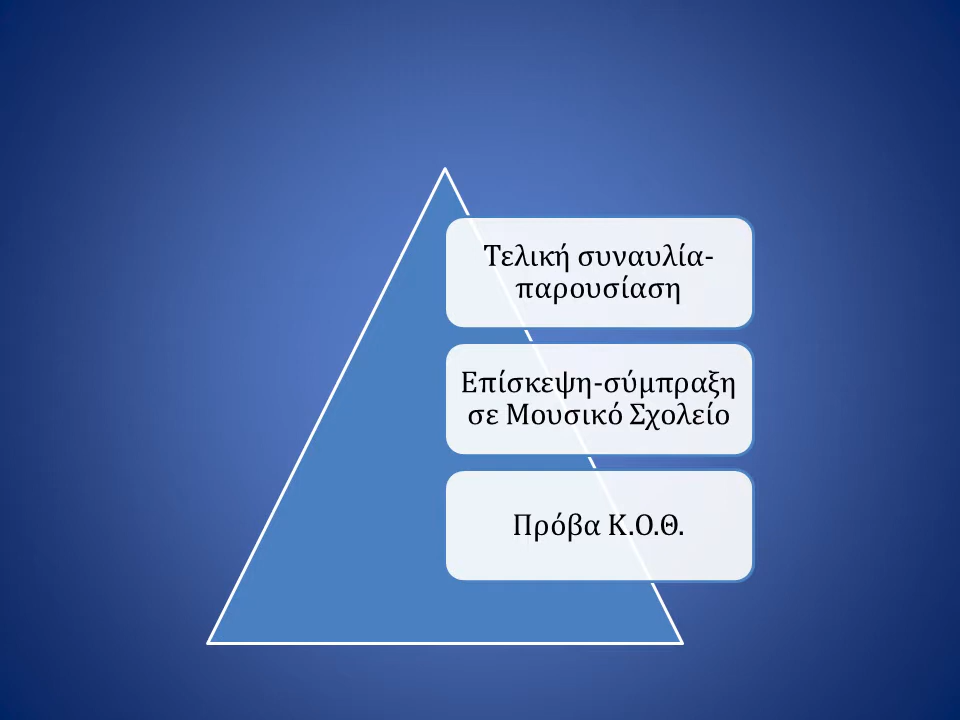 Τελική συναυλία-
παρουσίαση
Επίσκεψη-σύμπραξη
σε Μουσικό Σχολείο
Πρόβα Κ.Ο.Θ.